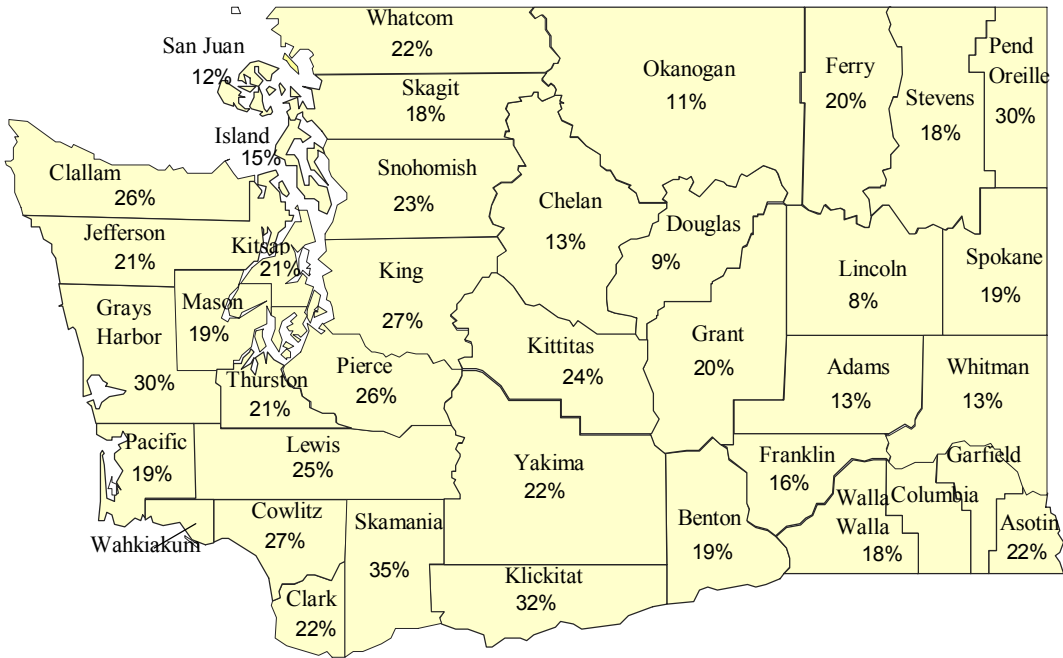 Whatcom
22%
San Juan
12%
Skagit
18%
Island
15%
Okanogan
11%
Ferry
20%
Stevens
18%
Pend
Oreille
30%
Clallam
26%
Snohomish
23%
Chelan
13%
Douglas
9%
Jefferson
21%
Kitsap
21%
King
27%
Lincoln
8%
Spokane
19%
Grays
Harbor
30%
Mason
19%
Kittitas
24%
Grant
20%
Adams
13%
Whitman
13%
Thurston
21%
Pierce
26%
Pacific
19%
Lewis
25%
Yakima
22%
Franklin
16%
Garfield
Columbia
Walla
Walla
18%
Asotin
22%
Wahkiakum
Cowlitz
27%
Skamania
35%
Benton
19%
Klickitat
32%
Clark
22%